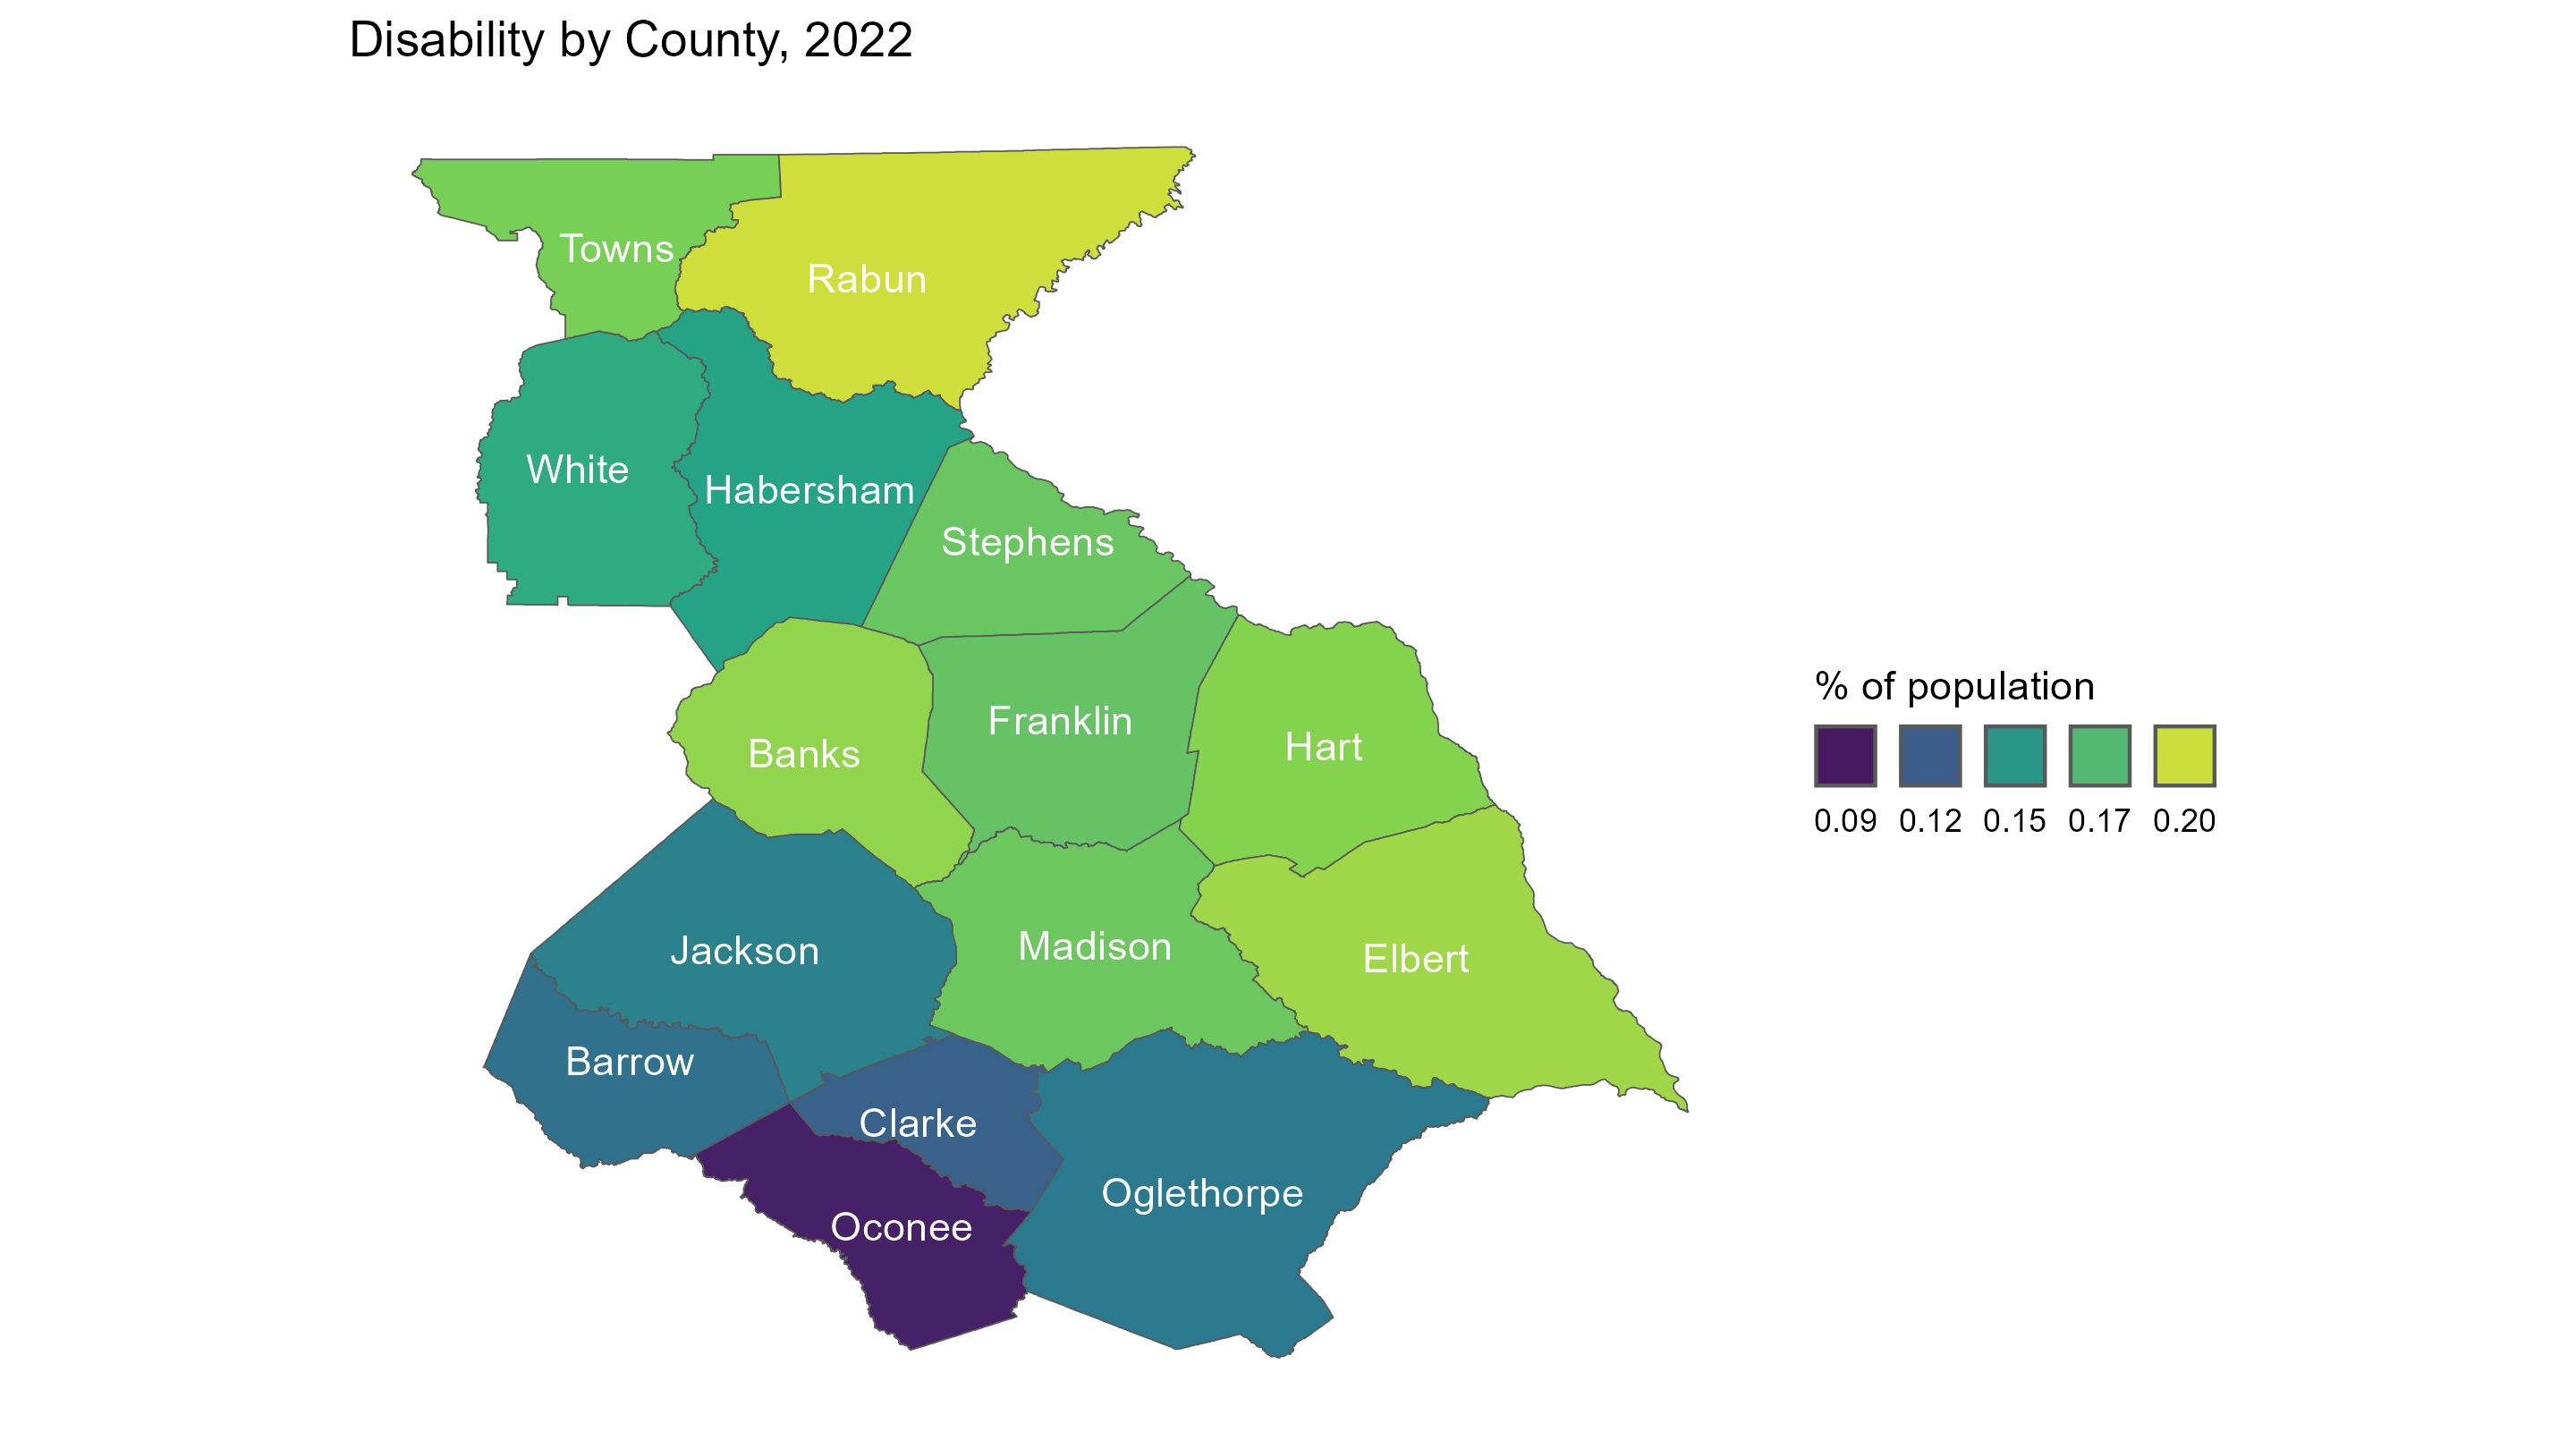 Disability by County, 2022
Towns
Rabun
White
Habersham
Stephens
Franklin
Hart
Banks
% of population
0.09 0.12 0.15 0.17 0.20
Jackson
Madison
Elbert
Barrow
Clarke
Oglethorpe
Oconee